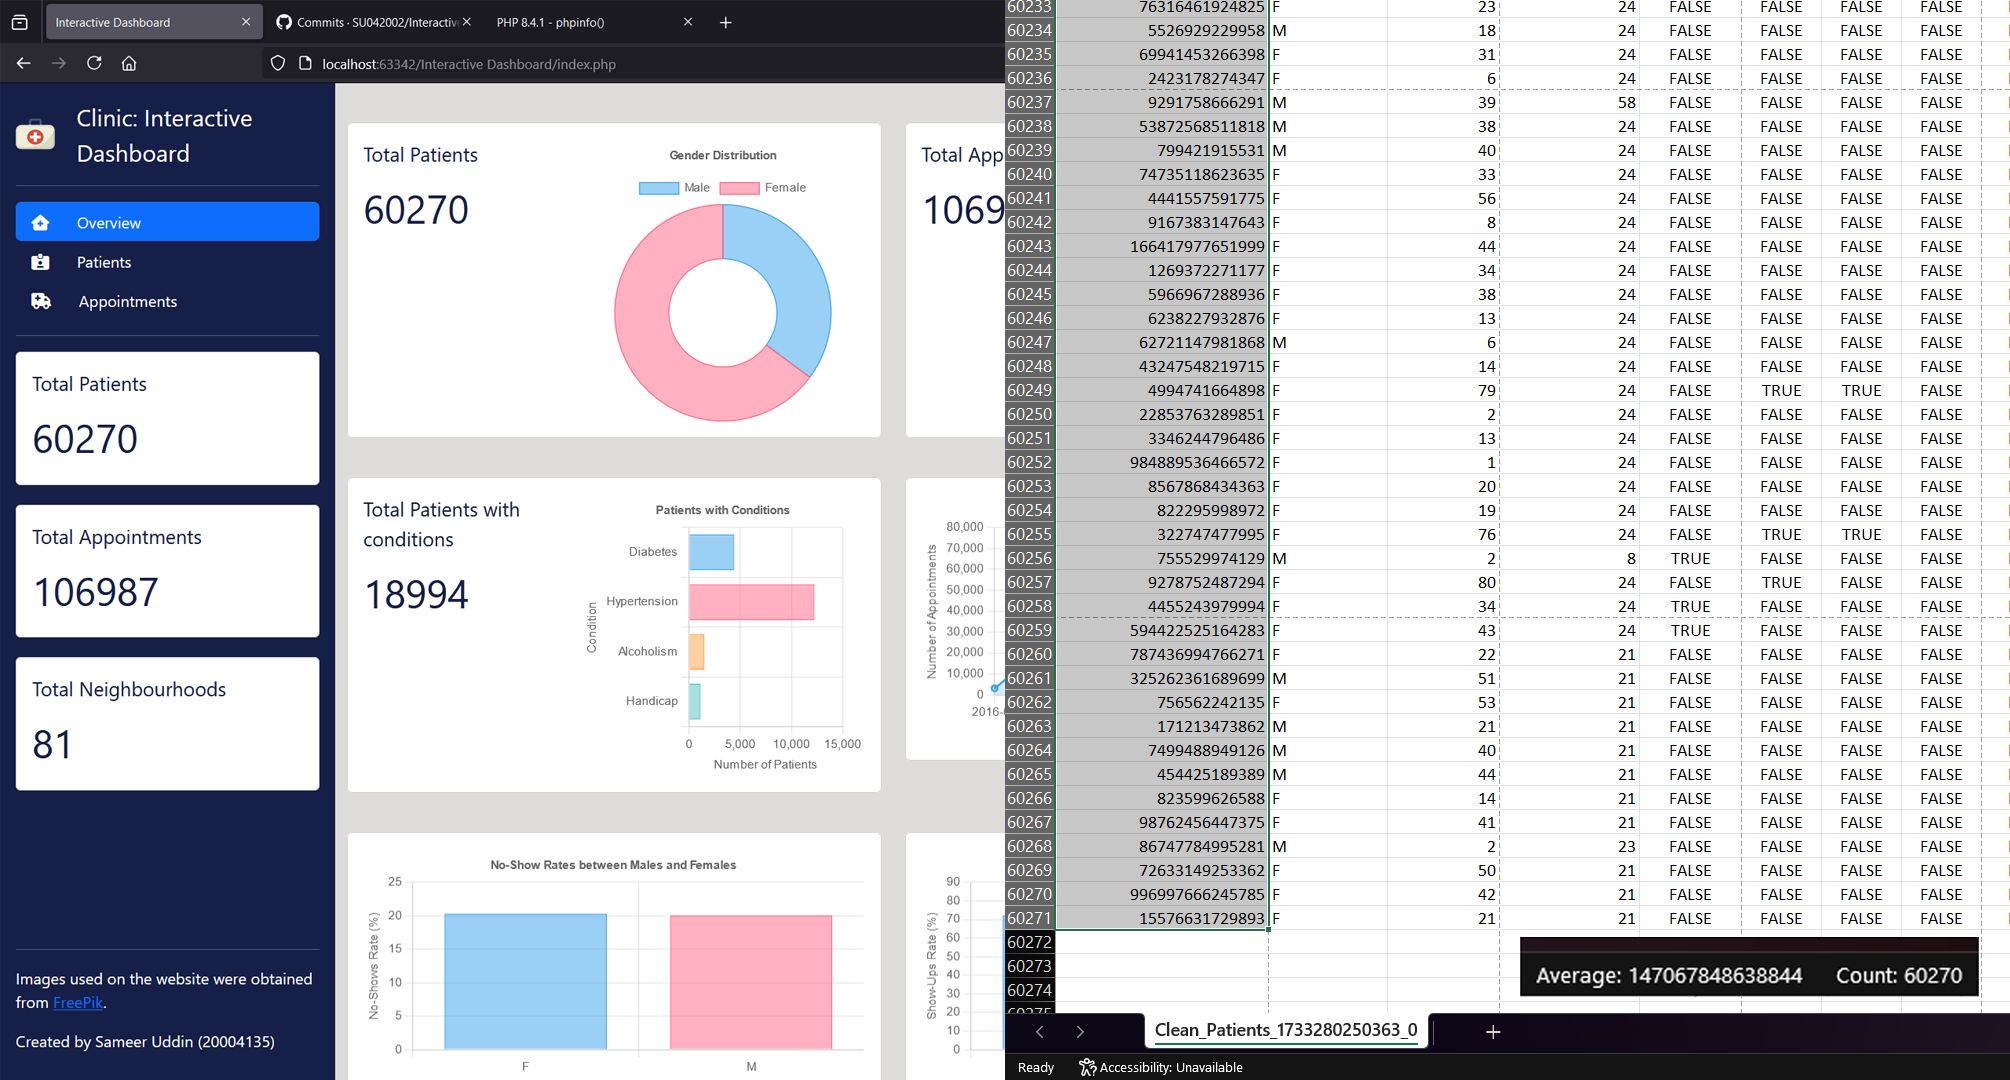 Interactive Dashboard
Commits · SU042002/Interactive
PHP 8.4.1 - phpinfo()
localhost:63342/Interactive Dashboard/index.php
Clinic: Interactive
Dashboard
Overview
Patients
Appointments
Total Patients
60270
Total Appointments
106987
Total Neighbourhoods
81
Images used on the website were obtained
from FreePik.
Created by Sameer Uddin (20004135)
Total Patients
60270
Gender Distribution
Male Female
Total App
1069
Total Patients with
conditions
18994
Patients with Conditions
Condition
Diabetes
Hypertension
Alcoholism
Handicap
0 5,000 10,000 15,000
Number of Patients
Number of Appointments
80,000
70,000
60,000
50,000
40,000
30,000
20,000
10,000
0
2016-
No-Show Rates between Males and Females
No-Shows Rate (%)
25
20
15
10
5
0
F M
Show-Ups Rate (%)
90
80
70
60
50
40
30
20
10
0
60233 76316461924825 F 23 24 FALSE FALSE FALSE FALSE
60234 5526929229958 M 18 24 FALSE FALSE FALSE FALSE
60235 69941453266398 F 31 24 FALSE FALSE FALSE FALSE
60236 2423178274347 F 6 24 FALSE FALSE FALSE FALSE
60237 9291758666291 M 39 58 FALSE FALSE FALSE FALSE
60238 53872568511818 M 38 24 FALSE FALSE FALSE FALSE
60239 799421915531 M 40 24 FALSE FALSE FALSE FALSE
60240 74735118623635 F 33 24 FALSE FALSE FALSE FALSE
60241 4441557591775 F 56 24 FALSE FALSE FALSE FALSE
60242 9167383147643 F 8 24 FALSE FALSE FALSE FALSE
60243 166417977651999 F 44 24 FALSE FALSE FALSE FALSE
60244 1269372271177 F 34 24 FALSE FALSE FALSE FALSE
60245 5966967288936 F 38 24 FALSE FALSE FALSE FALSE
60246 6238227932876 F 13 24 FALSE FALSE FALSE FALSE
60247 62721147981868 M 6 24 FALSE FALSE FALSE FALSE
60248 43247548219715 F 14 24 FALSE FALSE FALSE FALSE
60249 4994741664898 F 79 24 FALSE TRUE TRUE FALSE
60250 22853763289851 F 2 24 FALSE FALSE FALSE FALSE
60251 3346244796486 F 13 24 FALSE FALSE FALSE FALSE
60252 984889536466572 F 1 24 FALSE FALSE FALSE FALSE
60253 8567868434363 F 20 24 FALSE FALSE FALSE FALSE
60254 822295998972 F 19 24 FALSE FALSE FALSE FALSE
60255 322747477995 F 76 24 FALSE TRUE TRUE FALSE
60256 755529974129 M 2 8 TRUE FALSE FALSE FALSE
60257 9278752487294 F 80 24 FALSE TRUE FALSE FALSE
60258 4455243979994 F 34 24 TRUE FALSE FALSE FALSE
60259 594422525164283 F 43 24 TRUE FALSE FALSE FALSE
60260 787436994766271 F 22 21 FALSE FALSE FALSE FALSE
60261 325262361689699 M 51 21 FALSE FALSE FALSE FALSE
60262 756562242135 F 53 21 FALSE FALSE FALSE FALSE
60263 171213473862 M 21 21 FALSE FALSE FALSE FALSE
60264 7499488949126 M 40 21 FALSE FALSE FALSE FALSE
60265 454425189389 M 44 21 FALSE FALSE FALSE FALSE
60266 823599626588 F 14 21 FALSE FALSE FALSE FALSE
60267 98762456447375 F 41 21 FALSE FALSE FALSE FALSE
60268 86747784995281 M 2 23 FALSE FALSE FALSE FALSE
60269 72633149253362 F 50 21 FALSE FALSE FALSE FALSE
60270 996997666245785 F 42 21 FALSE FALSE FALSE FALSE
60271 15576631729893 F 21 21 FALSE FALSE FALSE FALSE
60272
60273
60274
Average: 147067848638844 Count: 60270
Clean_Patients_1733280250363_0
Ready Accessibility: Unavailable